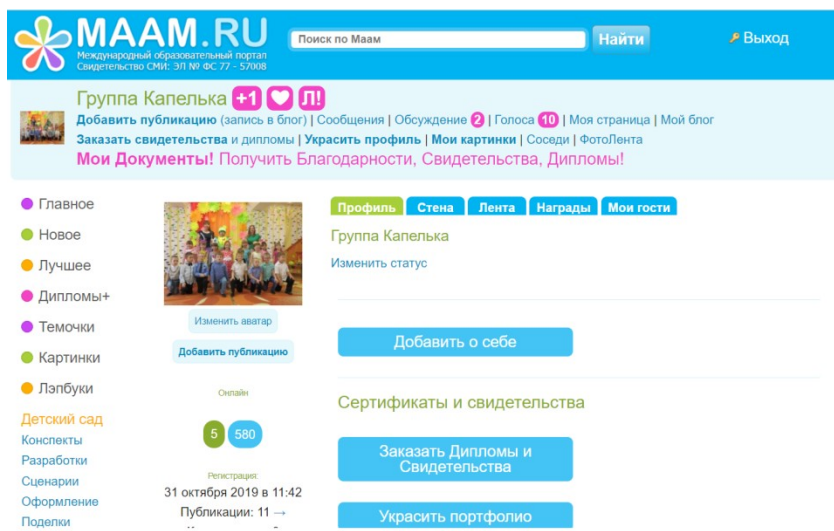 MAAM.RU
Международный образовательный портал
Свидетельство СМИ: ЭЛ № ФС 77 - 57008
Поиск по Маам
Найти
Выход
Группа Капелька +1 Л!
Добавить публикацию (запись в блог) | Сообщения | Обсуждение 2 | Голоса 10 | Моя страница | Мой блог
Заказать свидетельства и дипломы | Украсить профиль | Мои картинки | Соседи | ФотоЛента
Мои Документы! Получить Благодарности, Свидетельства, Дипломы!
Главное
Новое
Лучшее
Дипломы+
Темочки
Картинки
Лэпбуки
Детский сад
Конспекты
Разработки
Сценарии
Оформление
Поделки
Изменить аватар
Добавить публикацию
Онлайн
5 580
Регистрация:
31 октября 2019 в 11:42
Публикации: 11 →
Профиль Стена Лента Награды Мои гости
Группа Капелька
Изменить статус
Добавить о себе
Сертификаты и свидетельства
Заказать Дипломы и
Свидетельства
Украсить портфолио